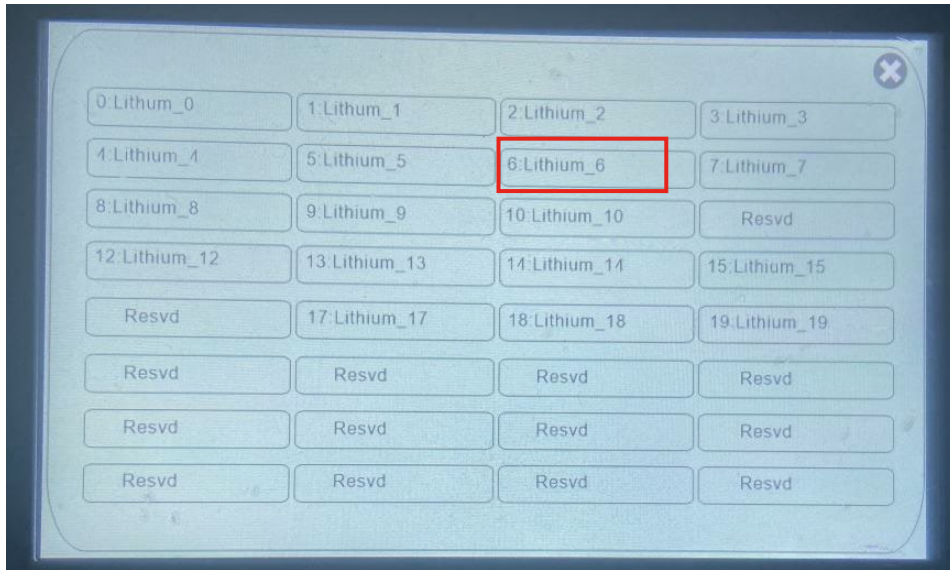 0:Lithum_0 1:Lithum_1 2:Lithium_2 3:Lithium_3
4:Lithium_4 5:Lithium_5 6:Lithium_6 7:Lithium_7
8:Lithium_8 9:Lithium_9 10:Lithium_10 Resvd
12:Lithium_12 13:Lithium_13 14:Lithium_14 15:Lithium_15
Resvd 17:Lithium_17 18:Lithium_18 19:Lithium_19
Resvd Resvd Resvd Resvd
Resvd Resvd Resvd Resvd
Resvd Resvd Resvd Resvd